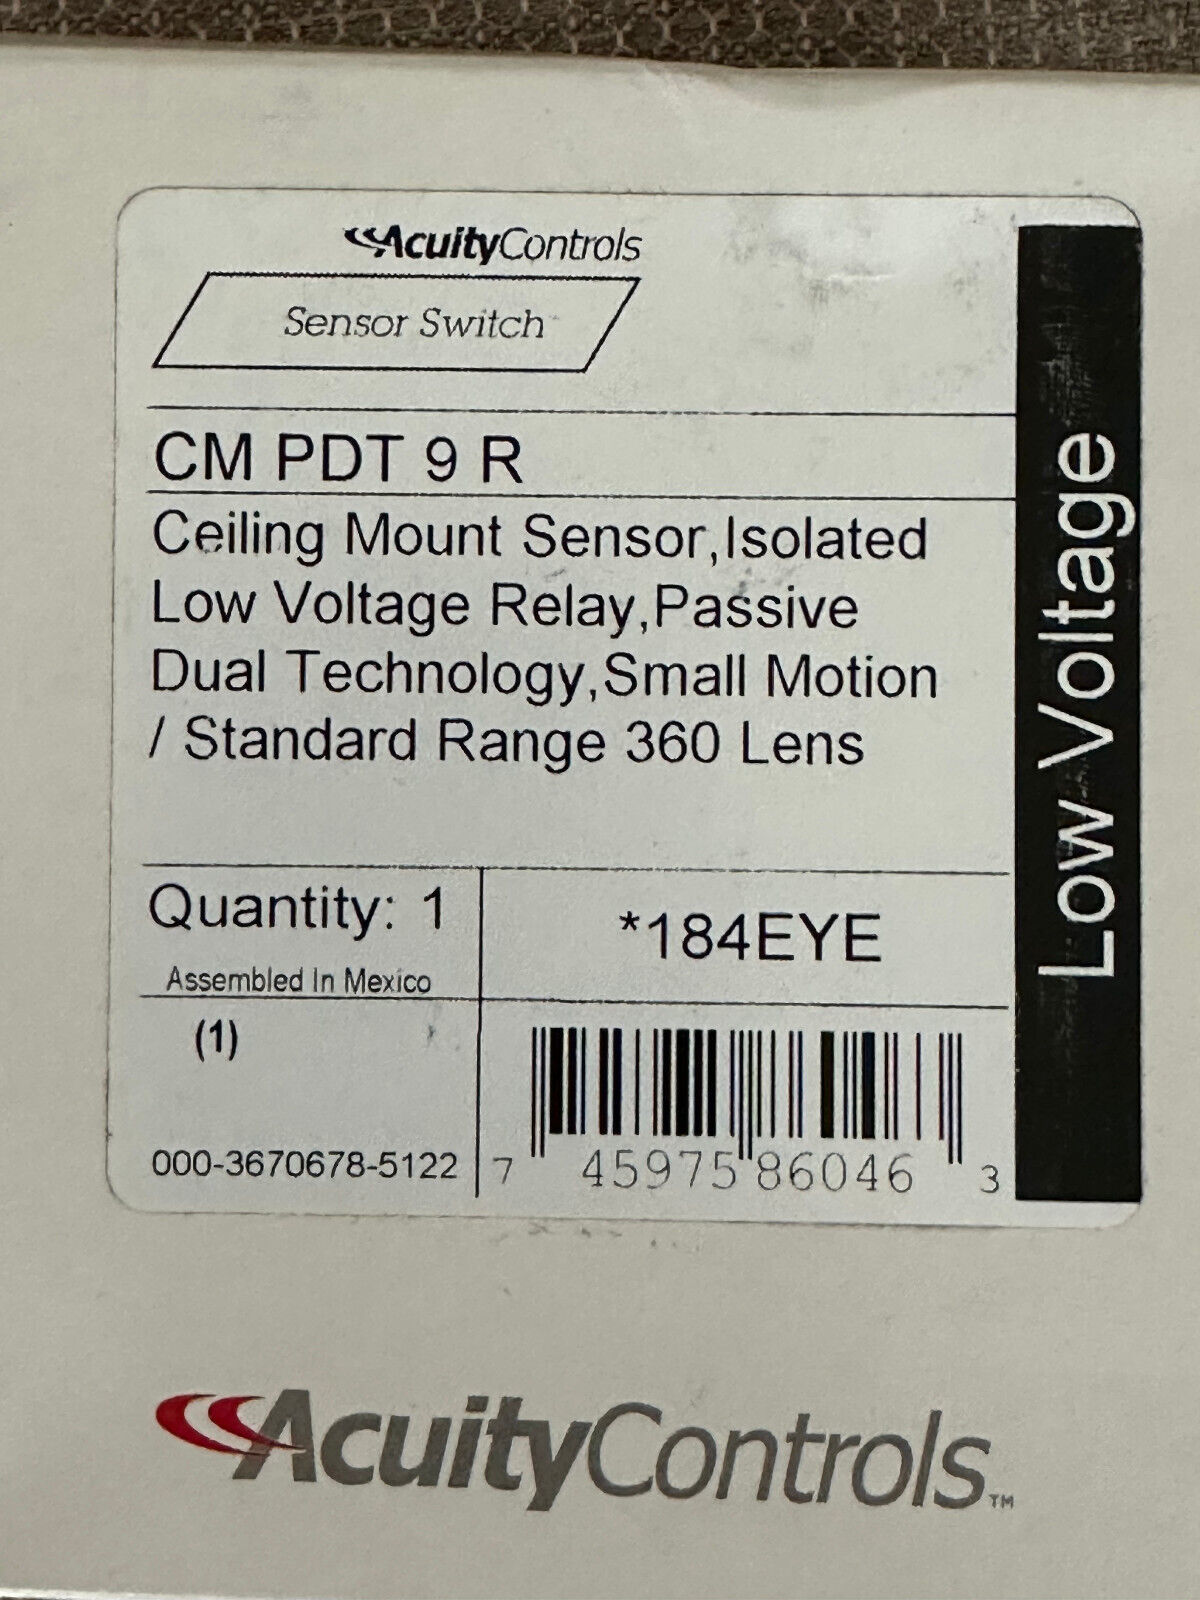 AcuityControls
Sensor Switch
CM PDT 9 R
Ceiling Mount Sensor,Isolated
Low Voltage Relay,Passive
Dual Technology,Small Motion
/ Standard Range 360 Lens
Low Voltage
Quantity: 1
Assembled In Mexico
*184EYE
(1)
000-3670678-5122
7 45975 86046 3
AcuityControls™